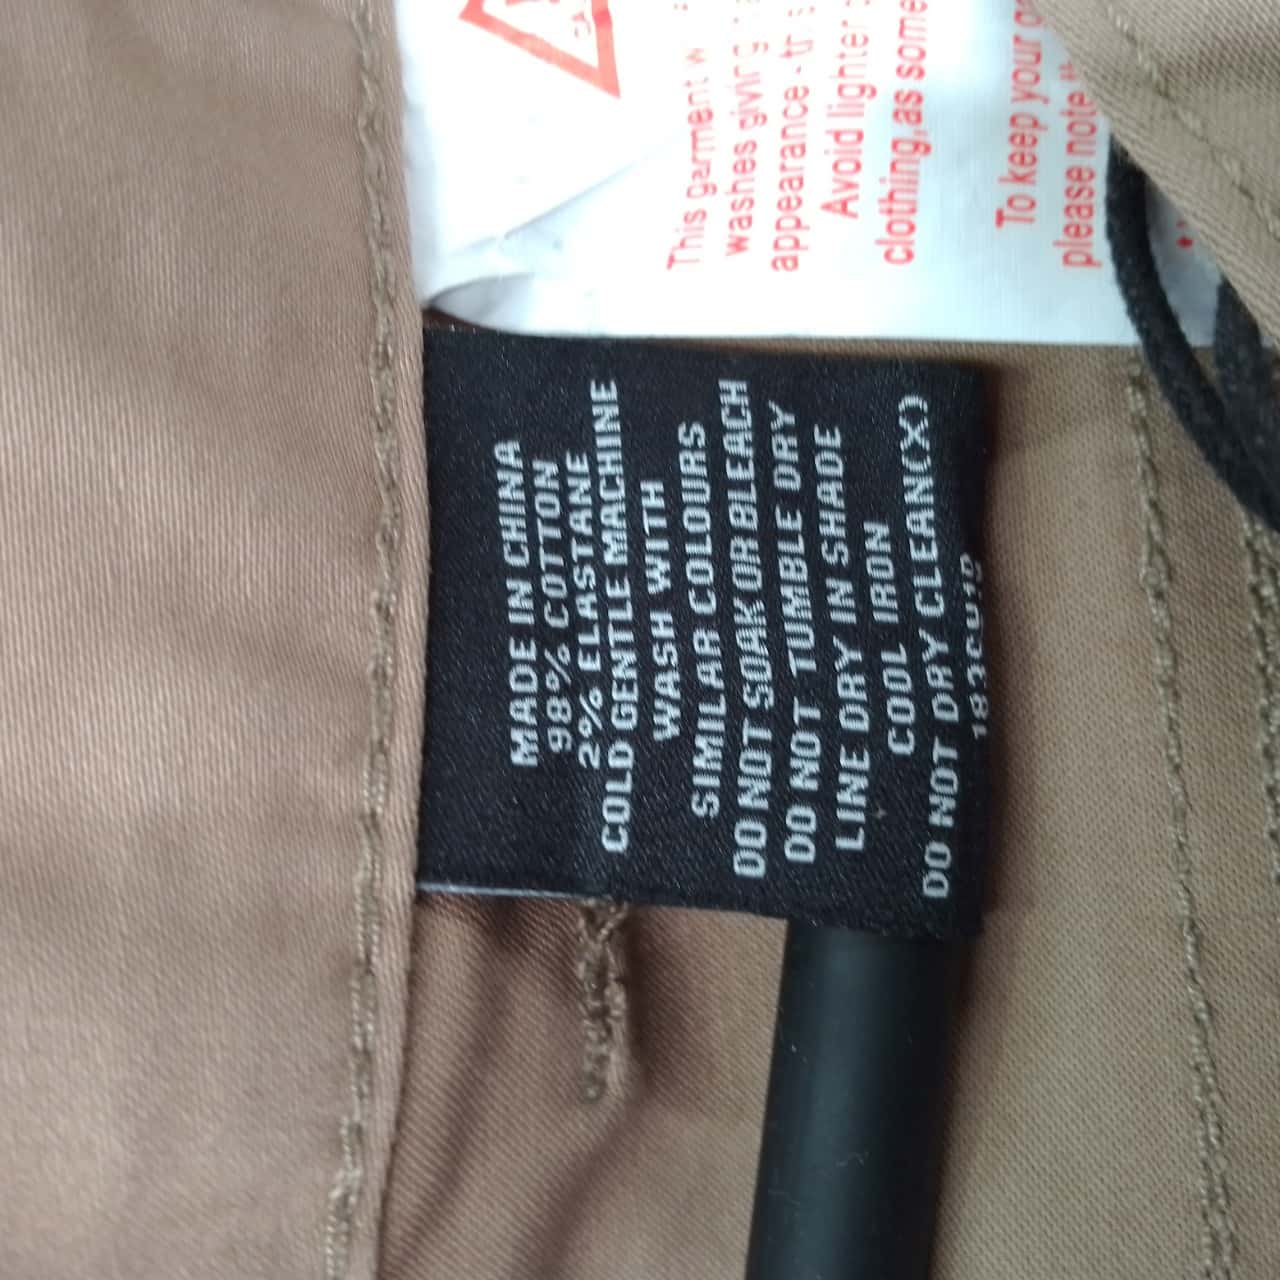 MADE IN CHINA
98% COTTON
2% ELASTANE
COLD GENTLE MACHINE
WASH WITH
SIMILAR COLOURS
DO NOT SOAK OR BLEACH
DO NOT TUMBLE DRY
LINE DRY IN SHADE
COOL IRON
DO NOT DRY CLEAN(X)
This garment
washes giving
appearance -
Avoid lighter
clothing, as some
To keep your
please note